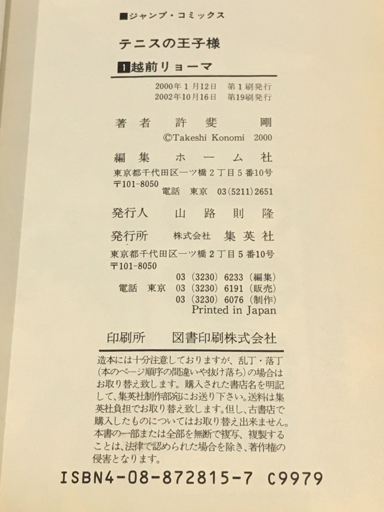 ■ジャンプ・コミックス
テニスの王子様
1越前リョーマ
2000年1月12日 第1刷発行
2002年10月16日 第19刷発行
著者 許斐 剛
©Takeshi Konomi 2000
編集 ホーム社
東京都千代田区一ツ橋2丁目5番10号
〒101-8050
電話 東京 03(5211)2651
発行人 山路則隆
発行所 株式会社 集英社
東京都千代田区一ツ橋2丁目5番10号
〒101-8050
03(3230)6233(編集)
電話 東京 03(3230)6191(販売)
03(3230)6076(制作)
Printed in Japan
印刷所 図書印刷株式会社
造本には十分注意しておりますが、乱丁・落丁
(本のページ順序の間違いや抜け落ち)の場合は
お取り替え致します。購入された書店名を明記し
て、集英社制作部宛にお送り下さい。送料は集
英社負担でお取り替え致します。但し、古書店で
購入したものについてはお取り替え出来ません。
本書の一部または全部を無断で複写、複製する
ことは、法律で認められた場合を除き、著作権の
侵害となります。
ISBN4-08-872815-7 C9979